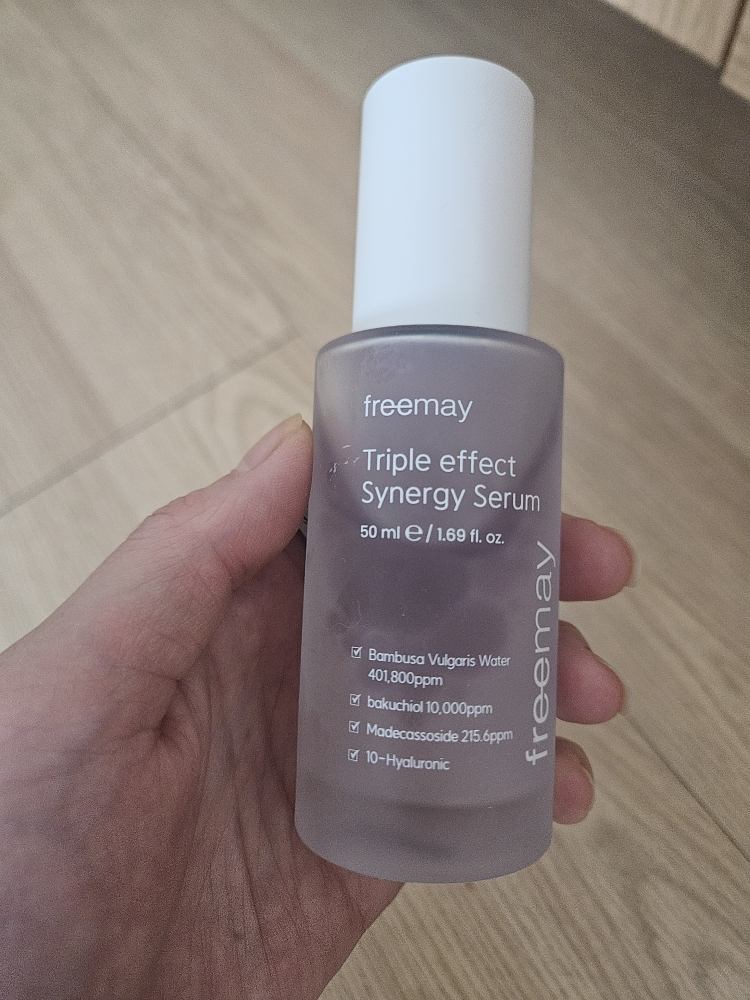 freemay
Triple effect
Synergy Serum
50 ml ℮ / 1.69 fl. oz.
freemay
☑ Bambusa Vulgaris Water
401,800ppm
☑ bakuchiol 10,000ppm
☑ Madecassoside 215.6ppm
☑ 10-Hyaluronic